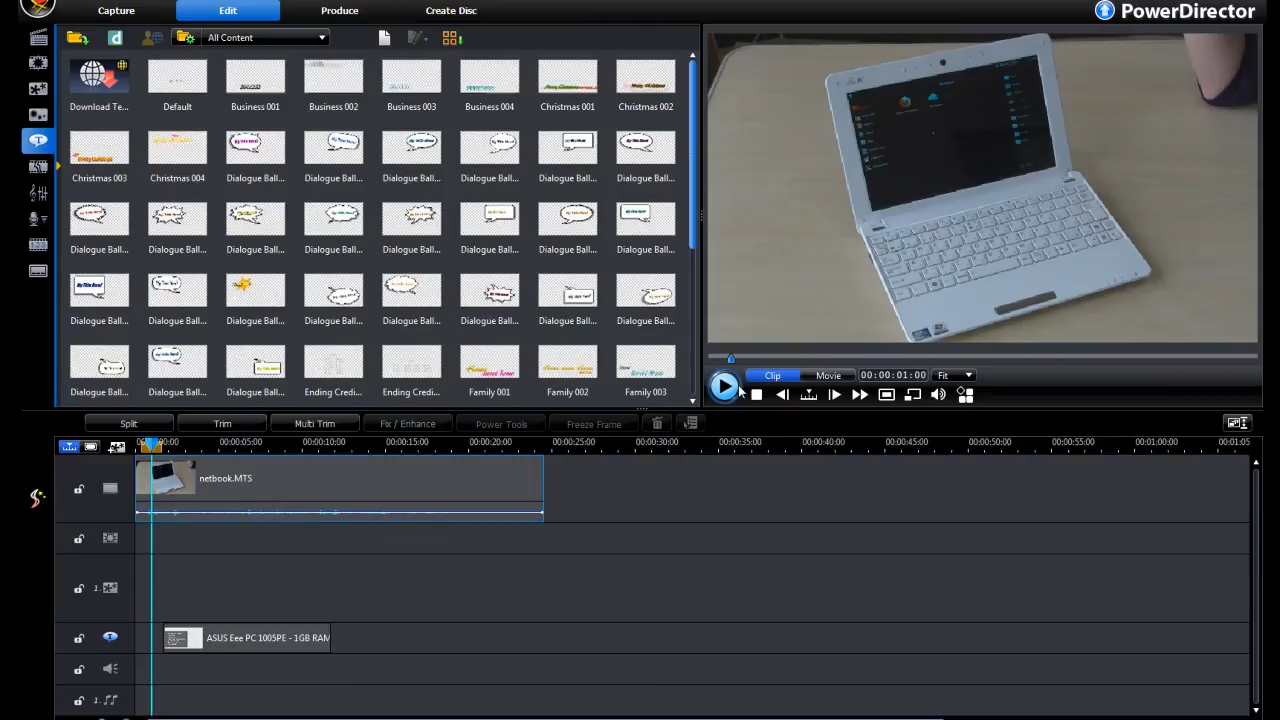 Capture Edit Produce Create Disc PowerDirector
All Content
Download Te... Default Business 001 Business 002 Business 003 Business 004 Christmas 001 Christmas 002
Christmas 003 Christmas 004 Dialogue Ball... Dialogue Ball... Dialogue Ball... Dialogue Ball... Dialogue Ball... Dialogue Ball...
Dialogue Ball... Dialogue Ball... Dialogue Ball... Dialogue Ball... Dialogue Ball... Dialogue Ball... Dialogue Ball... Dialogue Ball...
Dialogue Ball... Dialogue Ball... Dialogue Ball... Dialogue Ball... Dialogue Ball... Dialogue Ball... Dialogue Ball... Dialogue Ball...
Dialogue Ball... Dialogue Ball... Dialogue Ball... Ending Credi... Ending Credi... Family 001 Family 002 Family 003
Clip Movie 00:00:01:00 Fit
Split Trim Multi Trim Fix / Enhance Power Tools Freeze Frame
00:00:05:00 00:00:10:00 00:00:15:00 00:00:20:00 00:00:25:00 00:00:30:00 00:00:35:00 00:00:40:00 00:00:45:00 00:00:50:00 00:00:55:00 00:01:00:00 00:01:05
netbook.MTS
1.
ASUS Eee PC 1005PE - 1GB RAM
1.